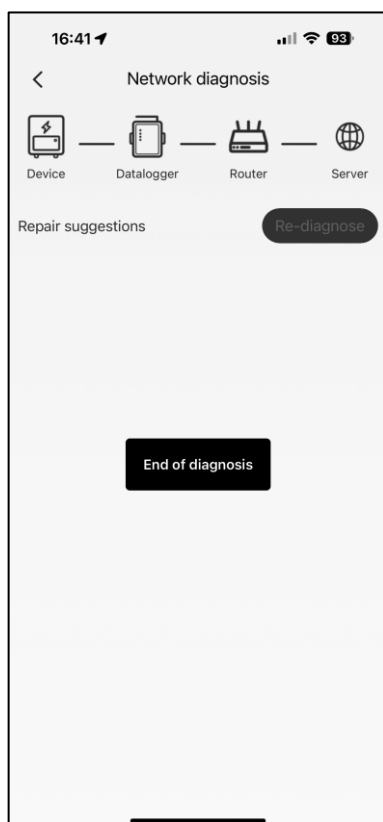 16:41
93
Network diagnosis
Device Datalogger Router Server
Repair suggestions Re-diagnose
End of diagnosis